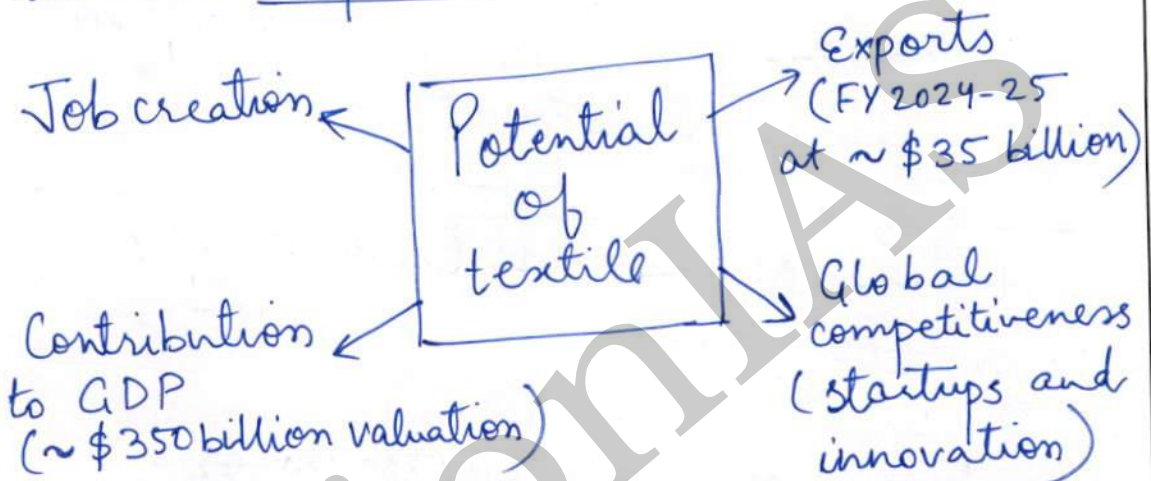 Job creation
Potential
of
textile
Exports
(FY 2024-25
at ~ $35 billion)
Contribution
to GDP
(~ $350 billion valuation)
Global
competitiveness
(startups and
innovation)
onIAS